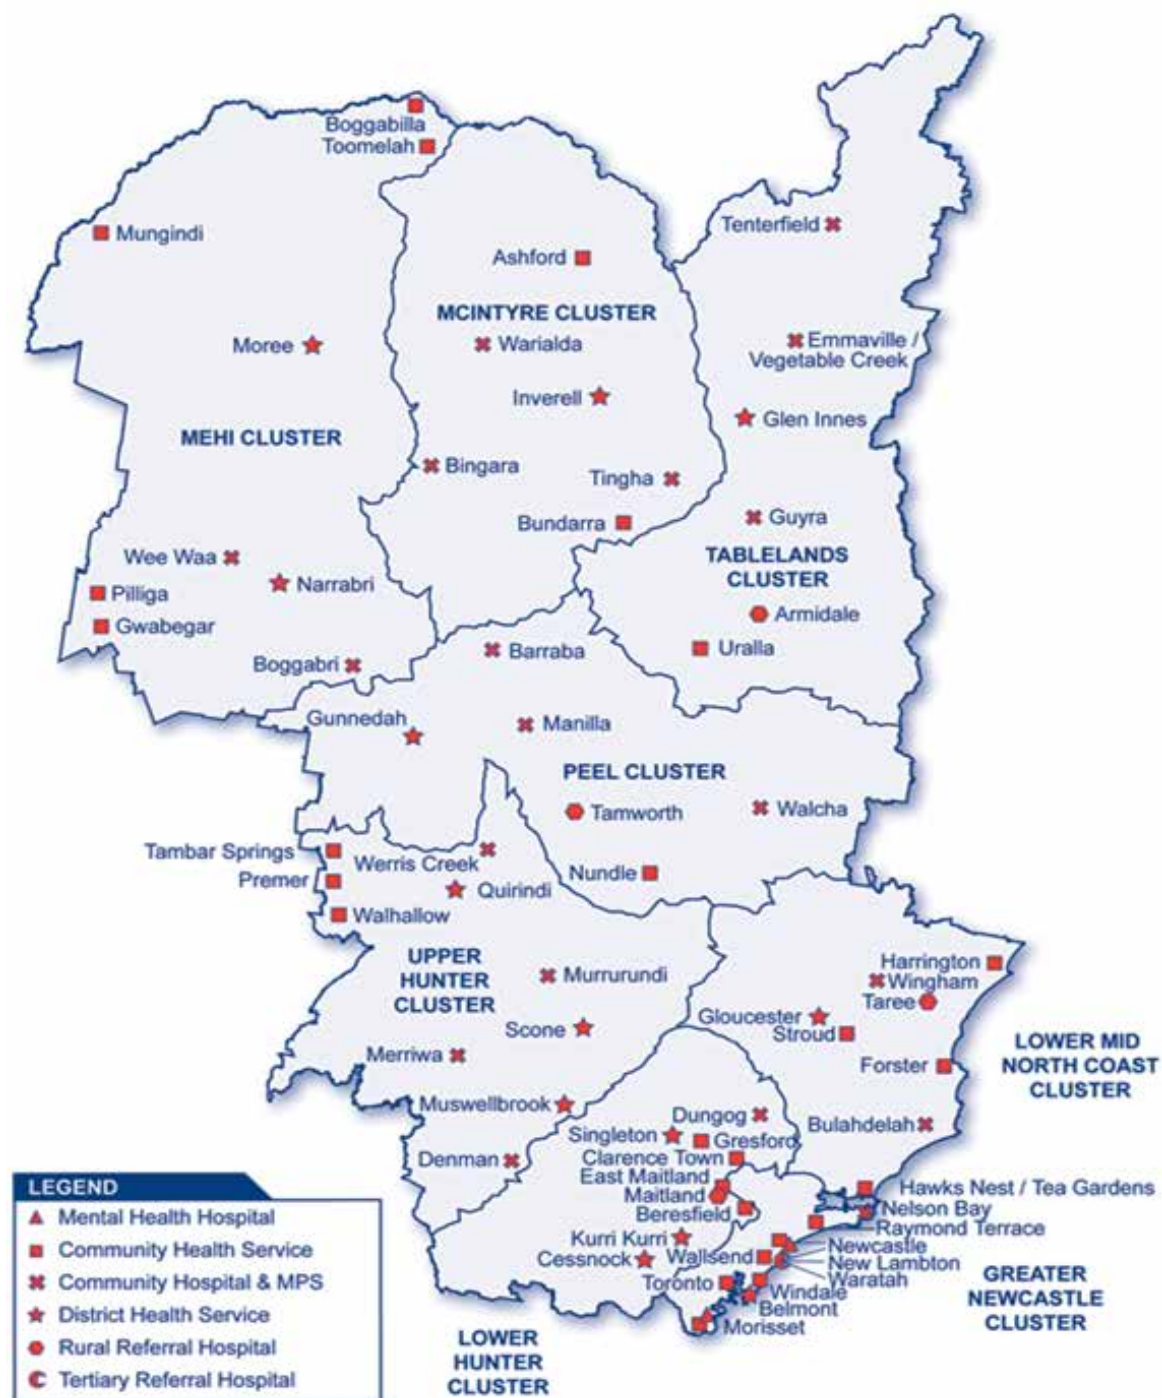 Boggabilla
Toomelah
Mungindi
Tenterfield
Ashford
MCINTYRE CLUSTER
Warialda
Moree
Emmaville /
Vegetable Creek
Inverell
Glen Innes
MEHI CLUSTER
Bingara
Tingha
Bundarra
Guyra
TABLELANDS
CLUSTER
Wee Waa
Narrabri
Pilliga
Gwabegar
Armidale
Uralla
Boggabri
Barraba
Gunnedah
Manilla
PEEL CLUSTER
Tamworth
Walcha
Tambar Springs
Werris Creek
Premer
Quirindi
Nundle
Walhallow
UPPER
HUNTER
CLUSTER
Murrurundi
Harrington
Wingham
Taree
Gloucester
Stroud
Scone
Merriwa
Forster
LOWER MID
NORTH COAST
CLUSTER
Muswellbrook
Dungog
Bulahdelah
Singleton
Gresford
Denman
Clarence Town
East Maitland
Maitland
Beresfield
Hawks Nest / Tea Gardens
Nelson Bay
Raymond Terrace
Kurri Kurri
Cessnock
Wallsend
Newcastle
New Lambton
Waratah
Toronto
Windale
Belmont
Morisset
GREATER
NEWCASTLE
CLUSTER
LOWER
HUNTER
CLUSTER
LEGEND
Mental Health Hospital
Community Health Service
Community Hospital & MPS
District Health Service
Rural Referral Hospital
Tertiary Referral Hospital